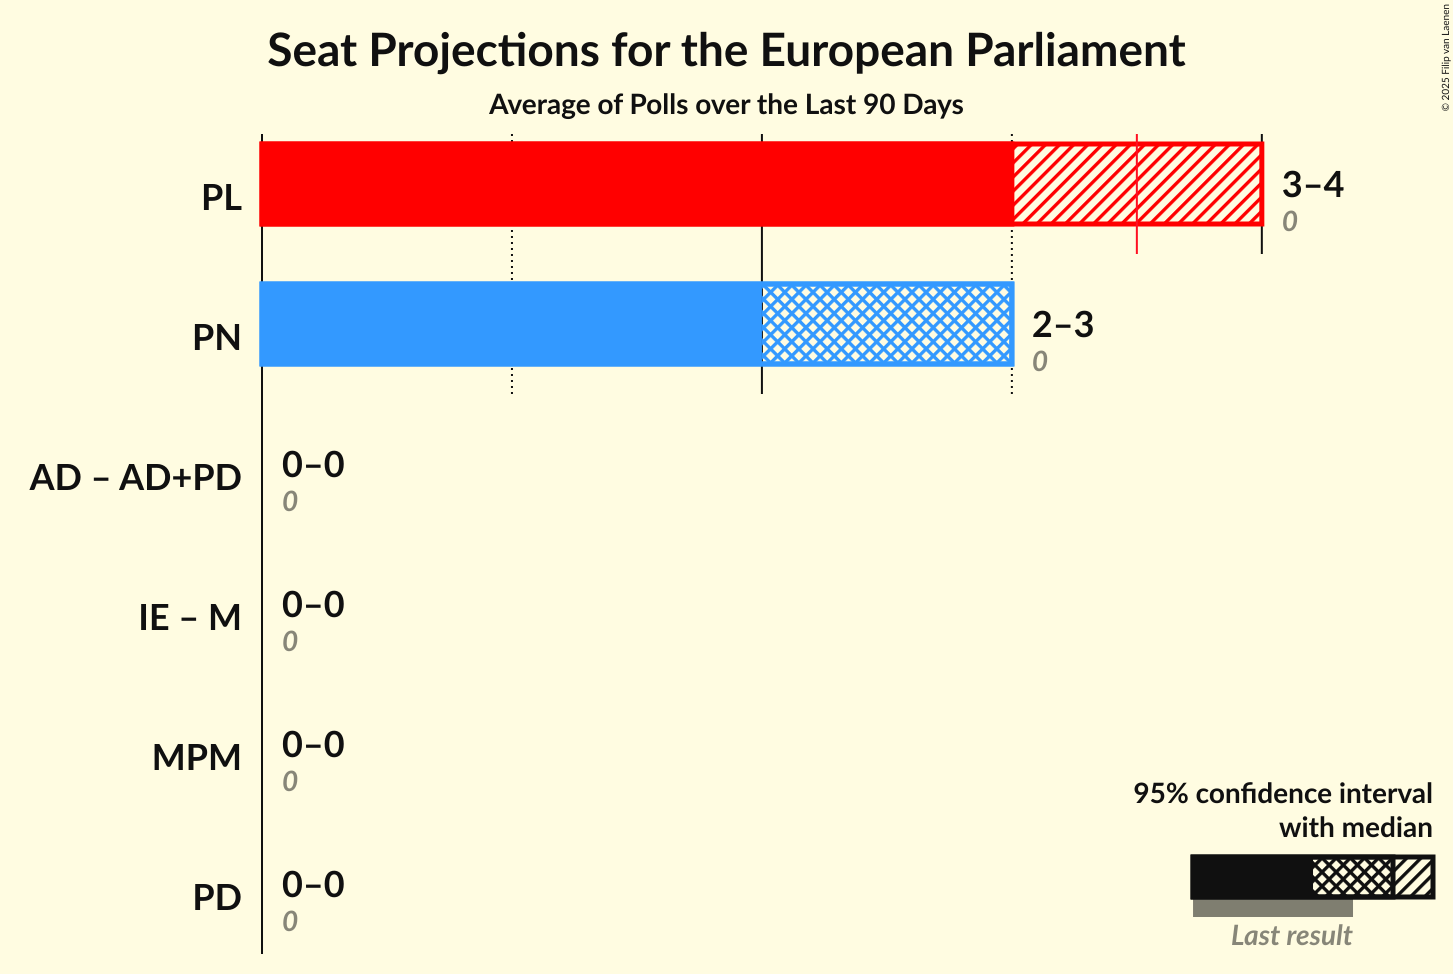 Seat Projections for the European Parliament
Average of Polls over the Last 90 Days
© 2025 Filip van Laenen
PL
3–4
0
PN
2–3
0
AD – AD+PD
0–0
0
IE – M
0–0
0
MPM
0–0
0
PD
0–0
0
95% confidence interval
with median
Last result